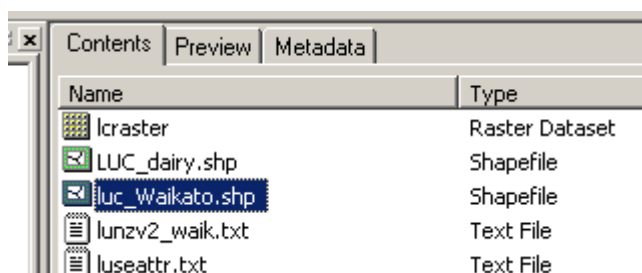 Contents Preview Metadata
Name Type
lcraster Raster Dataset
LUC_dairy.shp Shapefile
luc_Waikato.shp Shapefile
lunzv2_waik.txt Text File
luseattr.txt Text File